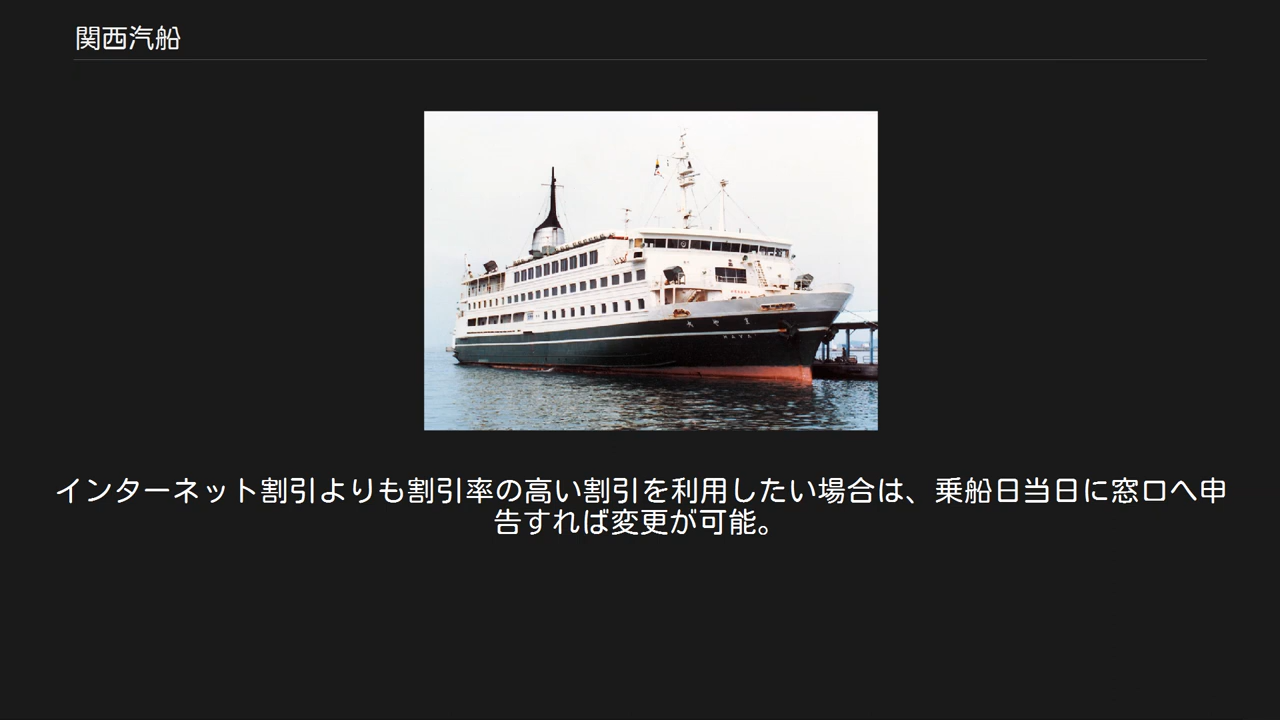 関西汽船
インターネット割引よりも割引率の高い割引を利用したい場合は、乗船日当日に窓口へ申
告すれば変更が可能。